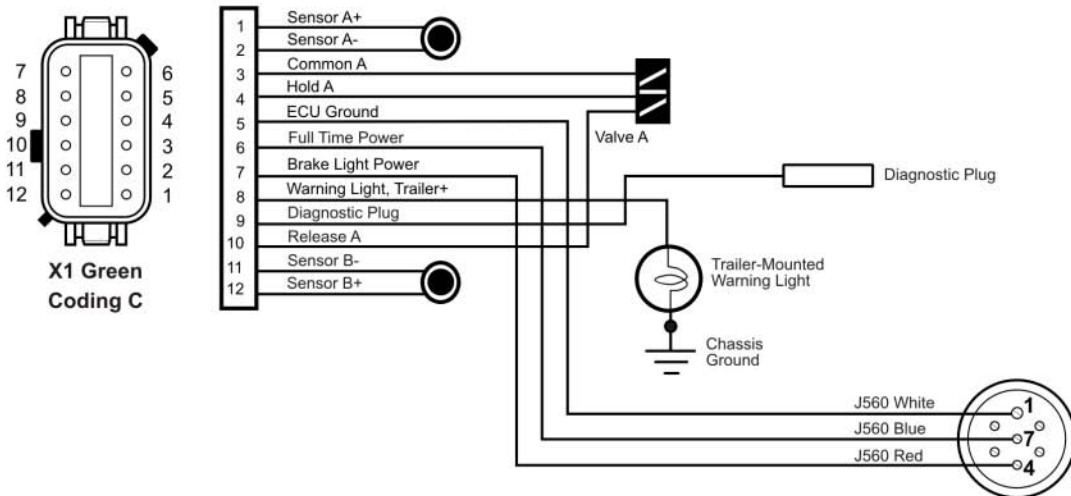 7 6
8 5
9 4
10 3
11 2
12 1
X1 Green
Coding C
1 Sensor A+
2 Sensor A-
3 Common A
4 Hold A
5 ECU Ground
6 Full Time Power
7 Brake Light Power
8 Warning Light, Trailer+
9 Diagnostic Plug
10 Release A
11 Sensor B-
12 Sensor B+
Valve A
Diagnostic Plug
Trailer-Mounted
Warning Light
Chassis
Ground
J560 White 1
J560 Blue 7
J560 Red 4